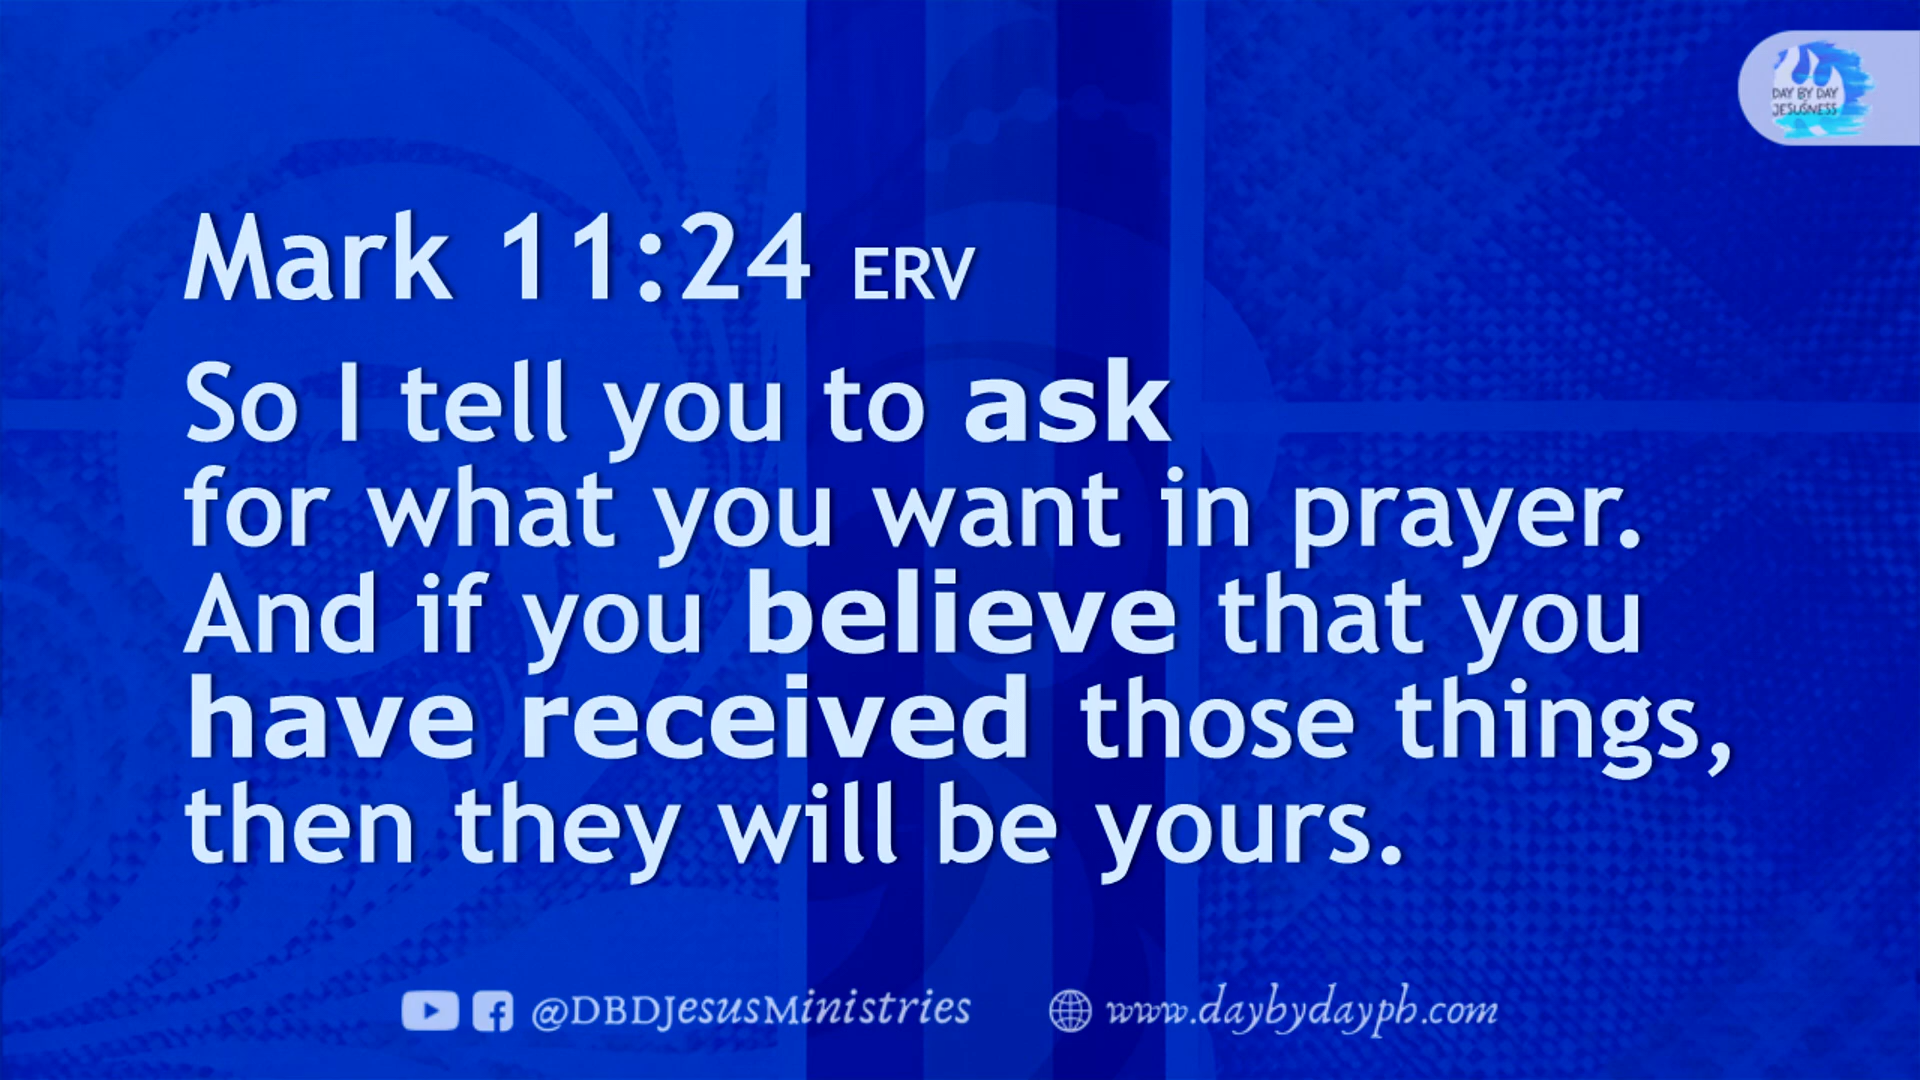 DAY BY DAY
JESUSNESS
Mark 11:24 ERV
So I tell you to ask
for what you want in prayer.
And if you believe that you
have received those things,
then they will be yours.
@DBDJesusMinistries www.daybydayph.com